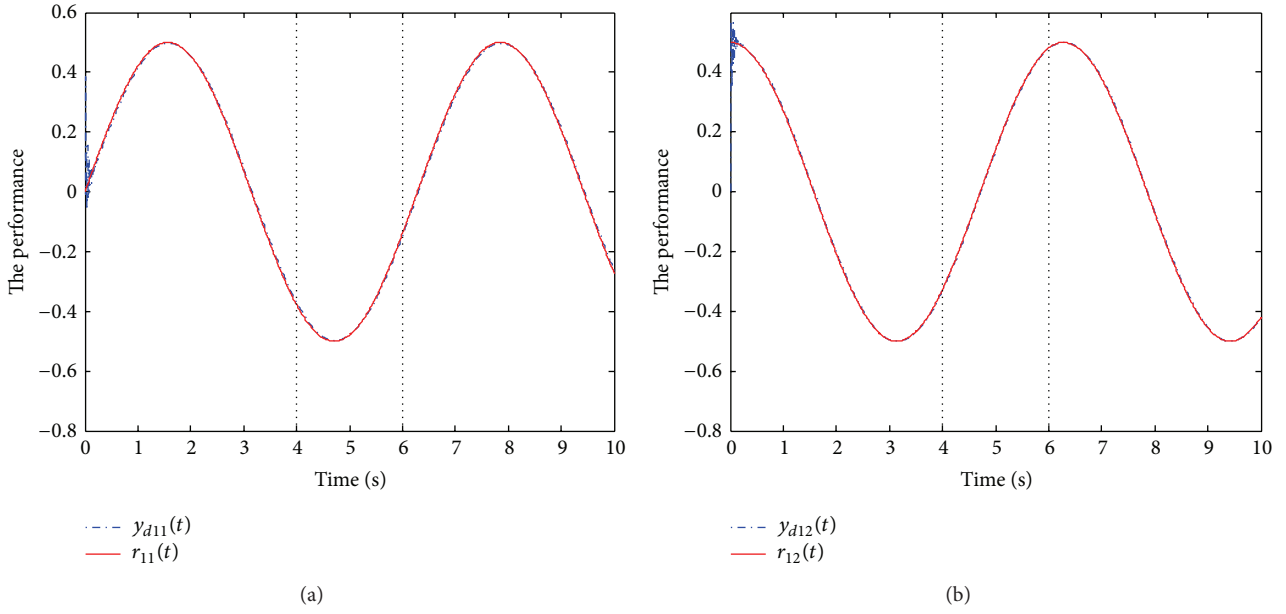 0.6
0.4
0.2
0
−0.2
−0.4
−0.6
−0.8
The performance
0 1 2 3 4 5 6 7 8 9 10
Time (s)
y_{d11}(t)
r_{11}(t)
(a)
0.4
0.2
0
−0.2
−0.4
−0.6
−0.8
The performance
0 1 2 3 4 5 6 7 8 9 10
Time (s)
y_{d12}(t)
r_{12}(t)
(b)